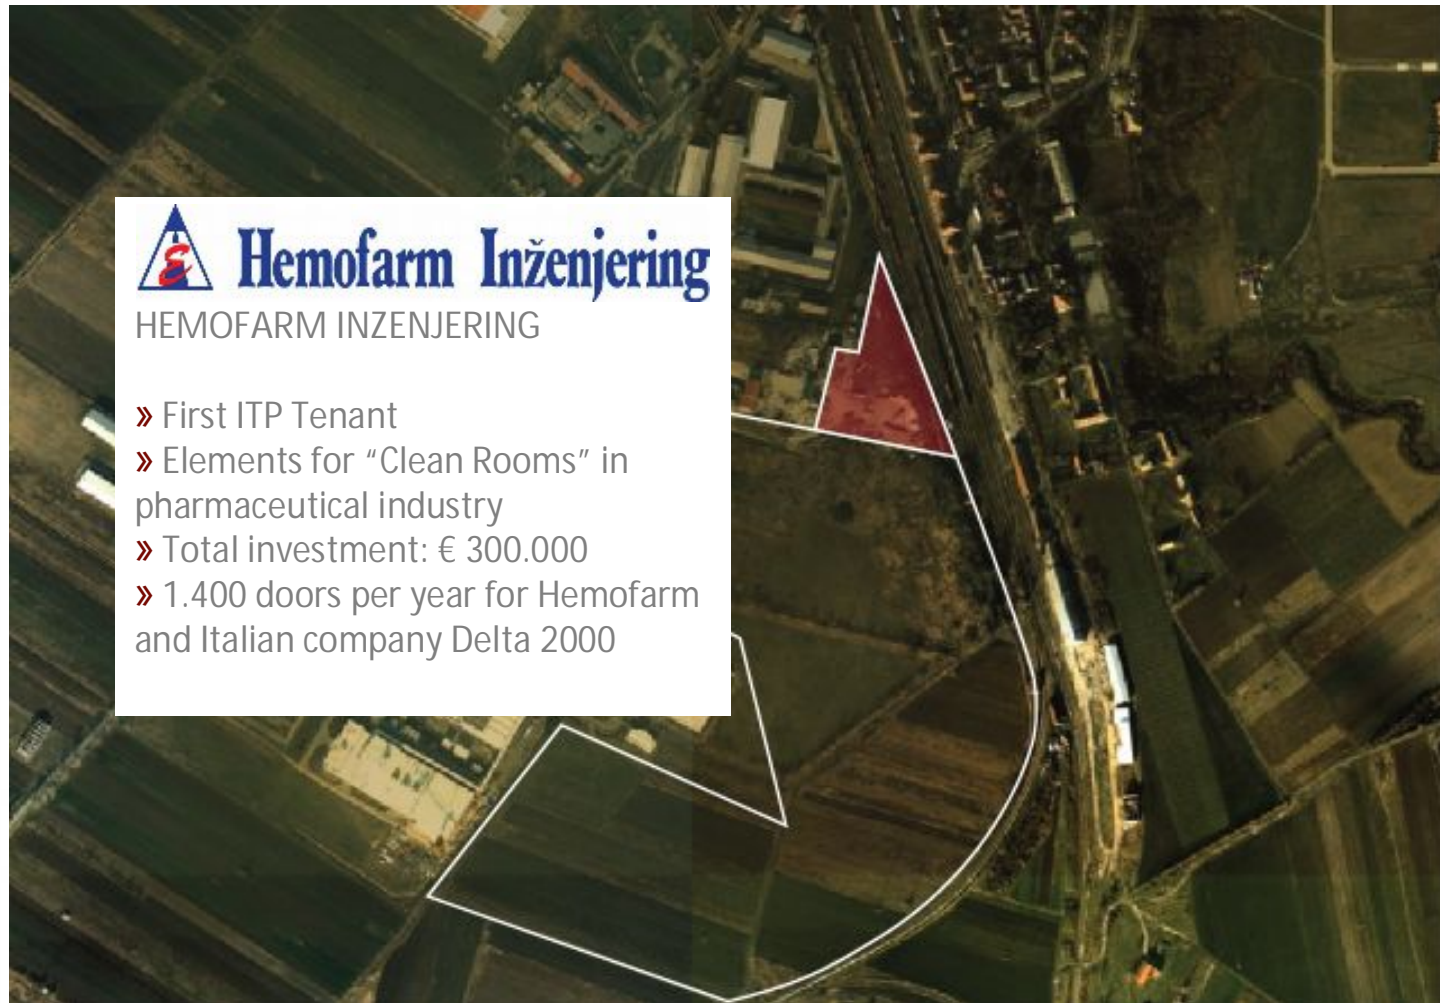 Hemofarm Inženjering
HEMOFARM INZENJERING
» First ITP Tenant
» Elements for “Clean Rooms” in
pharmaceutical industry
» Total investment: € 300.000
» 1.400 doors per year for Hemofarm
and Italian company Delta 2000